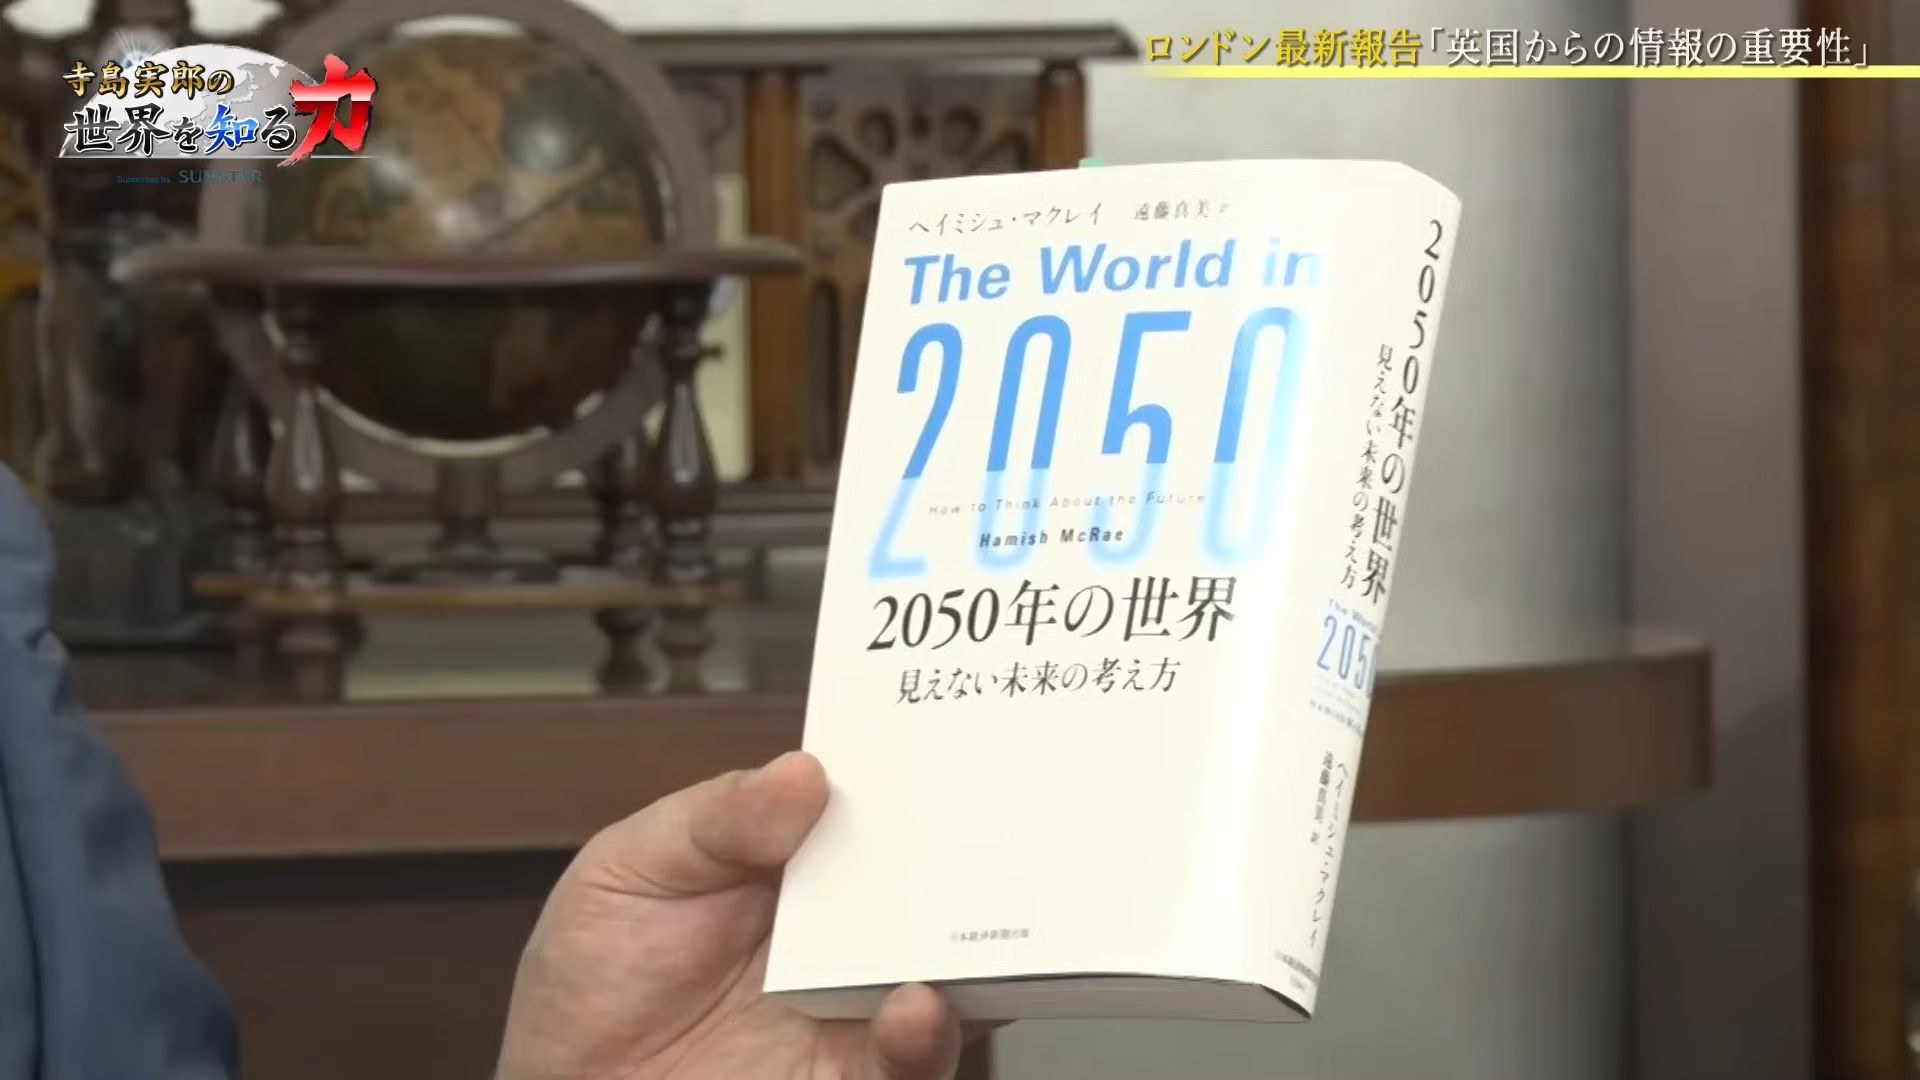 寺島実郎の
世界を知る力
Supported by SUNSTAR
ロンドン最新報告「英国からの情報の重要性」
ヘイミシュ・マクレイ 遠藤真美
The World in
2050
How to Think About the Future
Hamish McRae
2050年の世界
見えない未来の考え方
日本経済新聞出版
2050年の世界
見えない未来の考え方
The World in
2050
ヘイミシュ・マクレイ
遠藤真美 訳